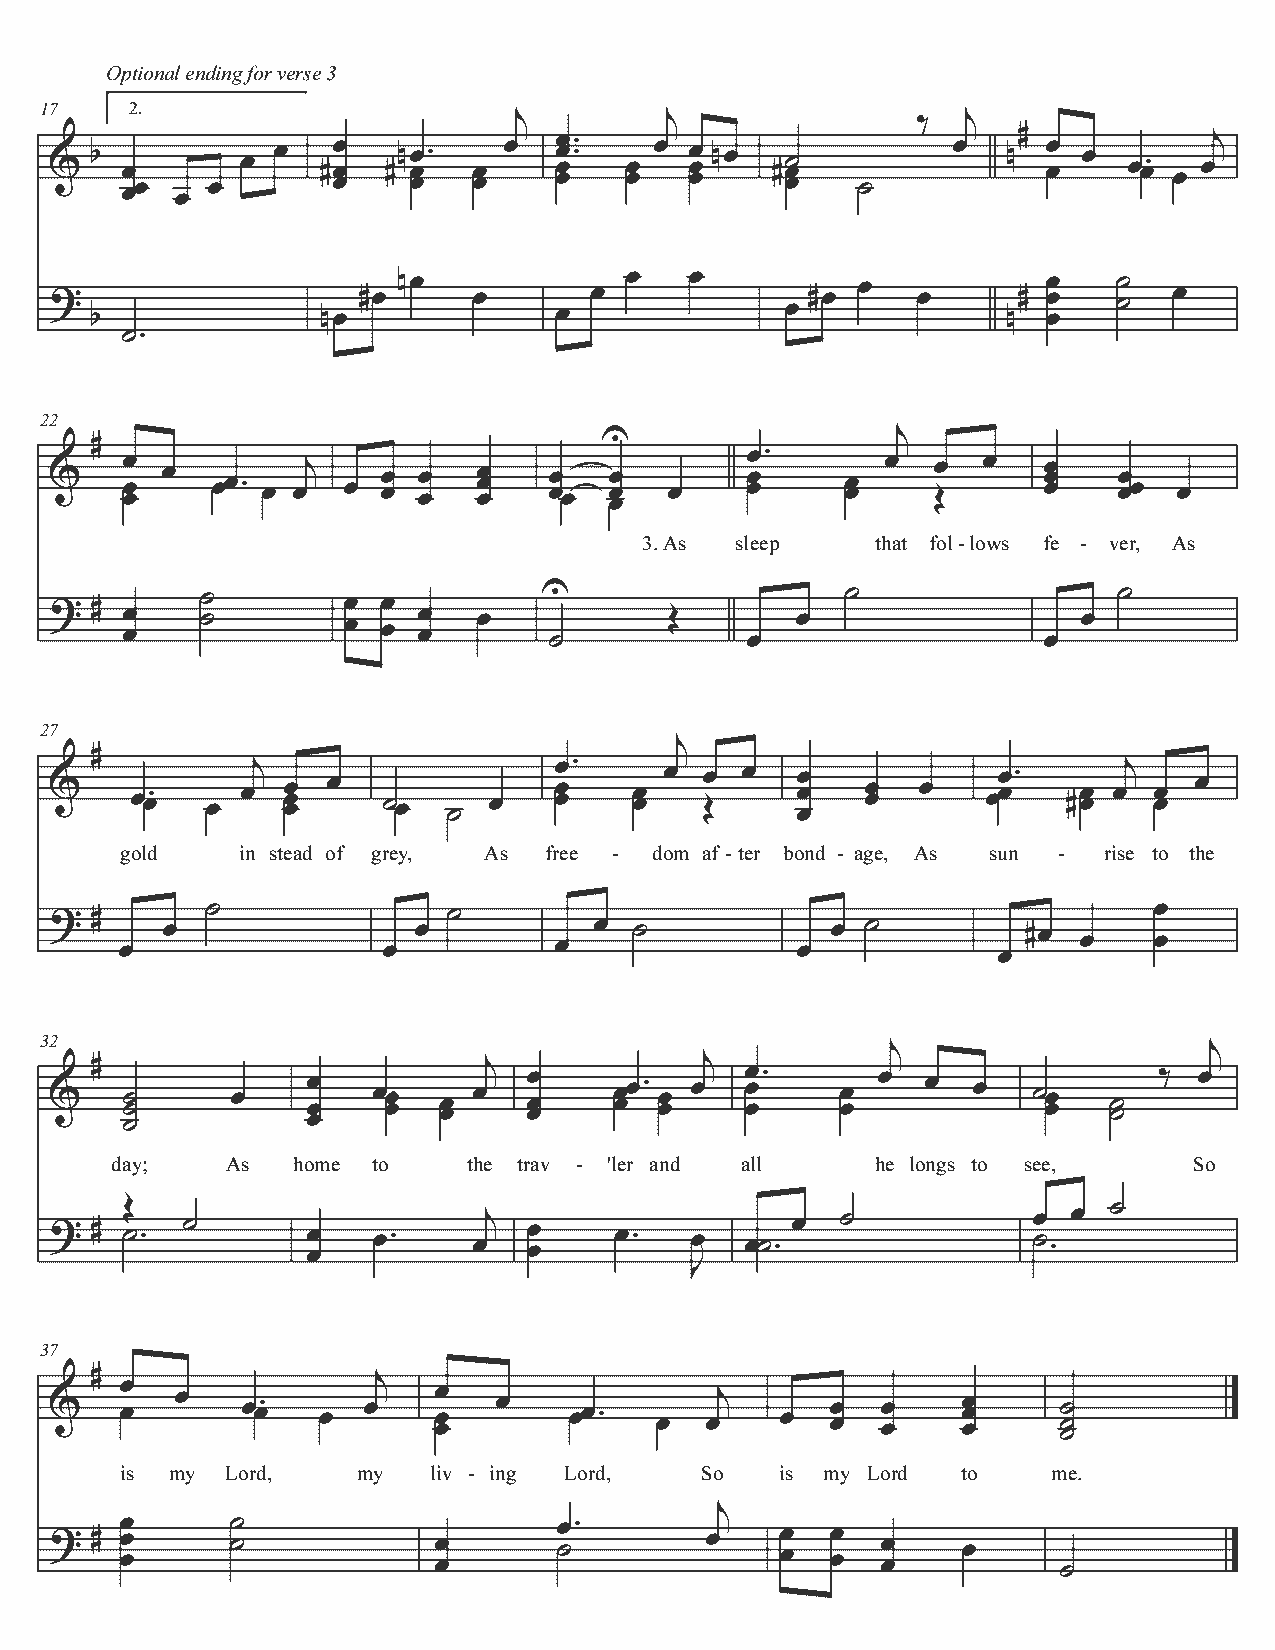 Optional ending for verse 3
17 2.
22
3. As sleep that fol - lows fe - ver, As
27
gold in stead of grey, As free - dom af - ter bond - age, As sun - rise to the
32
day; As home to the trav - 'ler and all he longs to see, So
37
is my Lord, my liv - ing Lord, So is my Lord to me.